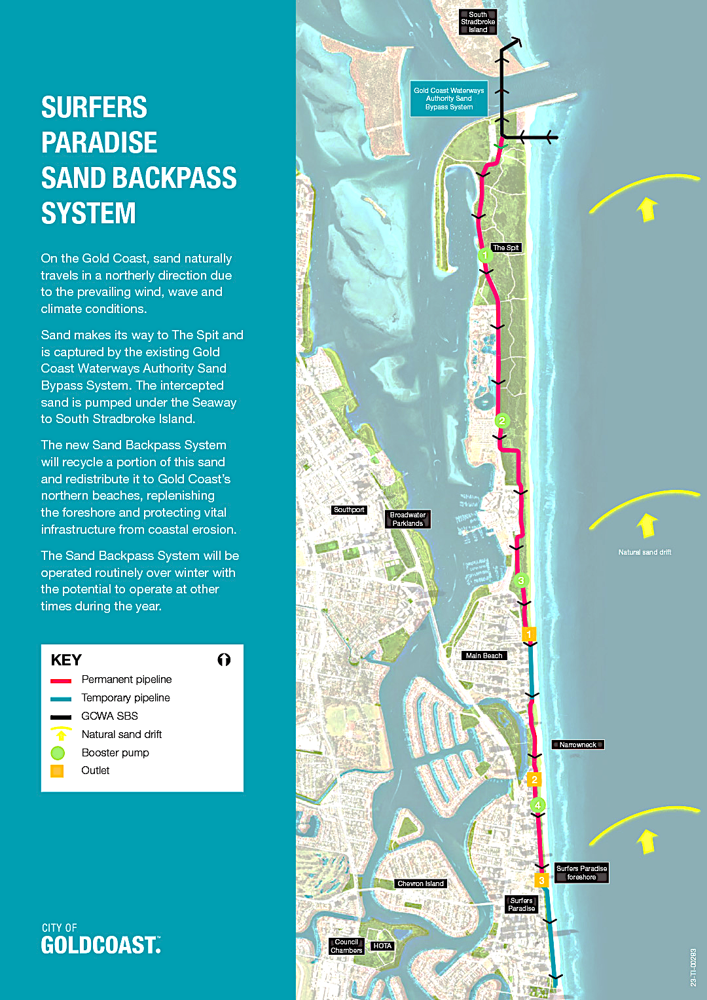 SURFERS
PARADISE
SAND BACKPASS
SYSTEM
On the Gold Coast, sand naturally
travels in a northerly direction due
to the prevailing wind, wave and
climate conditions.
Sand makes its way to The Spit and
is captured by the existing Gold
Coast Waterways Authority Sand
Bypass System. The intercepted
sand is pumped under the Seaway
to South Stradbroke Island.
The new Sand Backpass System
will recycle a portion of this sand
and redistribute it to Gold Coast's
northern beaches, replenishing
the foreshore and protecting vital
infrastructure from coastal erosion.
The Sand Backpass System will be
operated routinely over winter with
the potential to operate at other
times during the year.
KEY
Permanent pipeline
Temporary pipeline
GCWA SBS
Natural sand drift
Booster pump
Outlet
CITY OF
GOLDCOAST.™
South
Stradbroke
Island
Gold Coast Waterways
Authority Sand
Bypass System
The Spit
1
2
Southport
Broadwater
Parklands
Natural sand drift
3
1
Main Beach
Narrowneck
2
4
Surfers Paradise
foreshore
3
Chevron Island
Surfers
Paradise
Council
Chambers
HOTA
23-TI-00283